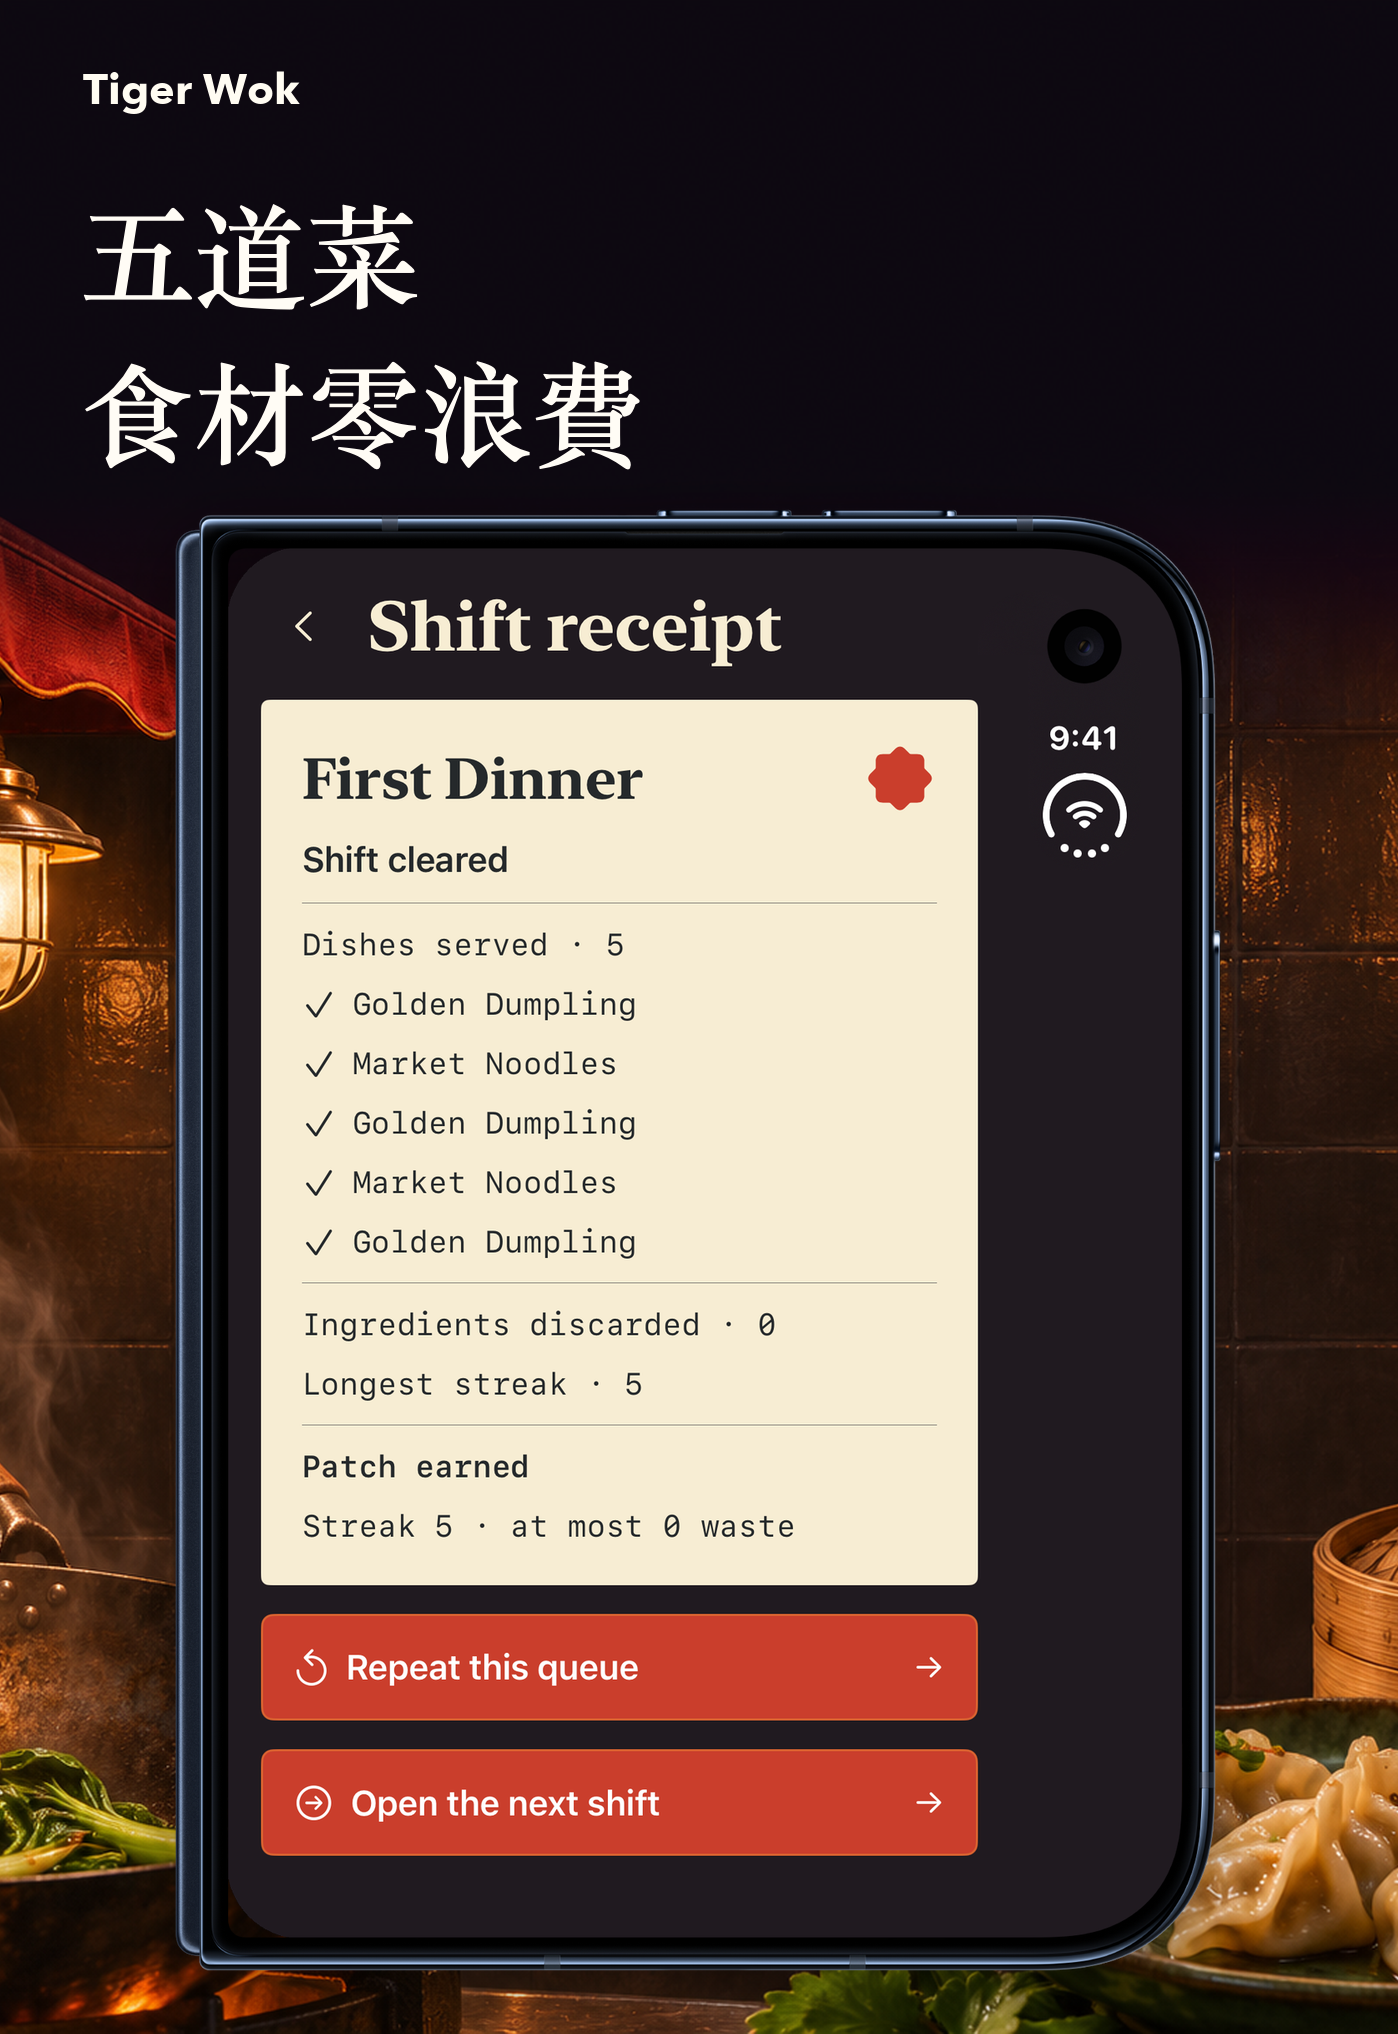 Tiger Wok
五道菜
食材零浪費
Shift receipt
9:41
First Dinner
Shift cleared
Dishes served · 5
✓ Golden Dumpling
✓ Market Noodles
✓ Golden Dumpling
✓ Market Noodles
✓ Golden Dumpling
Ingredients discarded · 0
Longest streak · 5
Patch earned
Streak 5 · at most 0 waste
Repeat this queue
Open the next shift